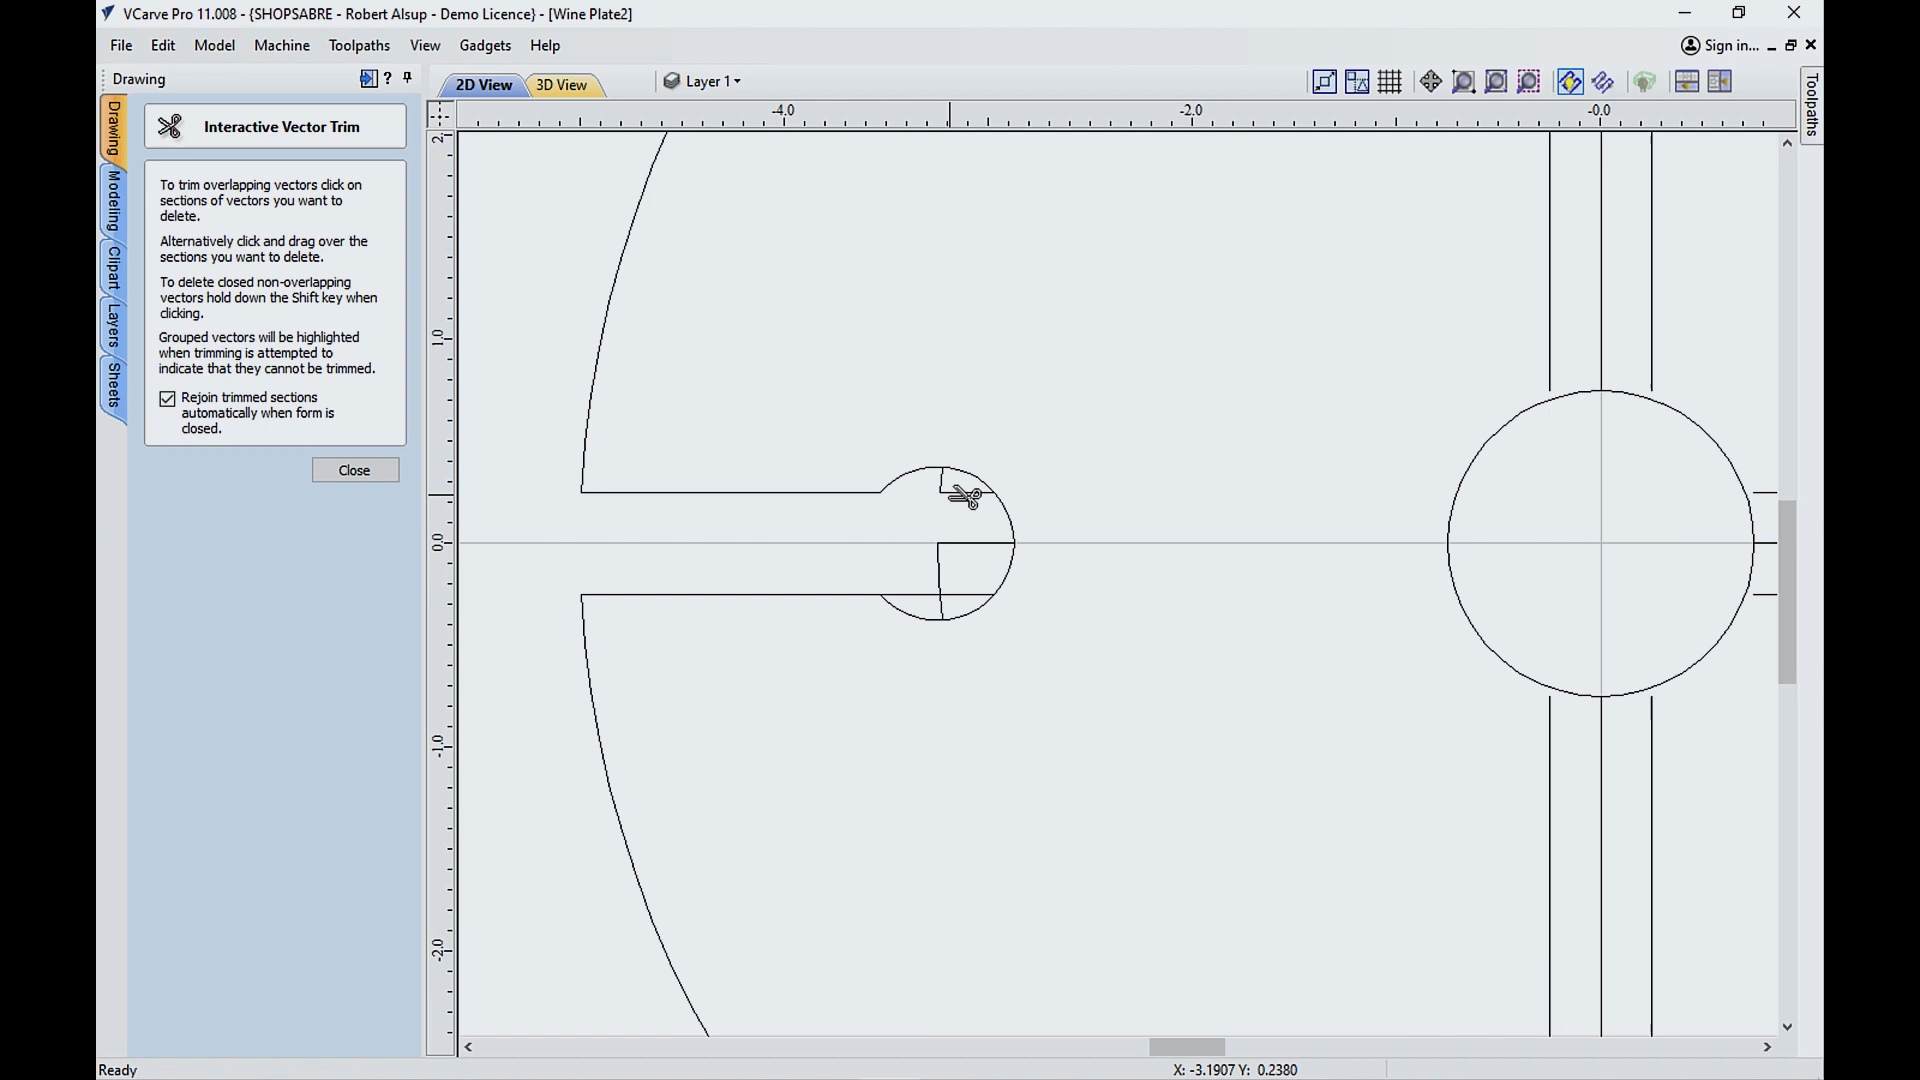 VCarve Pro 11.008 - {SHOPSABRE - Robert Alsup - Demo Licence} - [Wine Plate2]
File Edit Model Machine Toolpaths View Gadgets Help
Sign in...
Drawing
2D View 3D View
Layer 1
Drawing
Modeling
Clipart
Layers
Sheets
Interactive Vector Trim
To trim overlapping vectors click on
sections of vectors you want to
delete.
Alternatively click and drag over the
sections you want to delete.
To delete closed non-overlapping
vectors hold down the Shift key when
clicking.
Grouped vectors will be highlighted
when trimming is attempted to
indicate that they cannot be trimmed.
Rejoin trimmed sections
automatically when form is
closed.
Close
-4.0 -2.0 -0.0
1.0
0.0
-1.0
-2.0
Toolpaths
Ready
X: -3.1907 Y: 0.2380